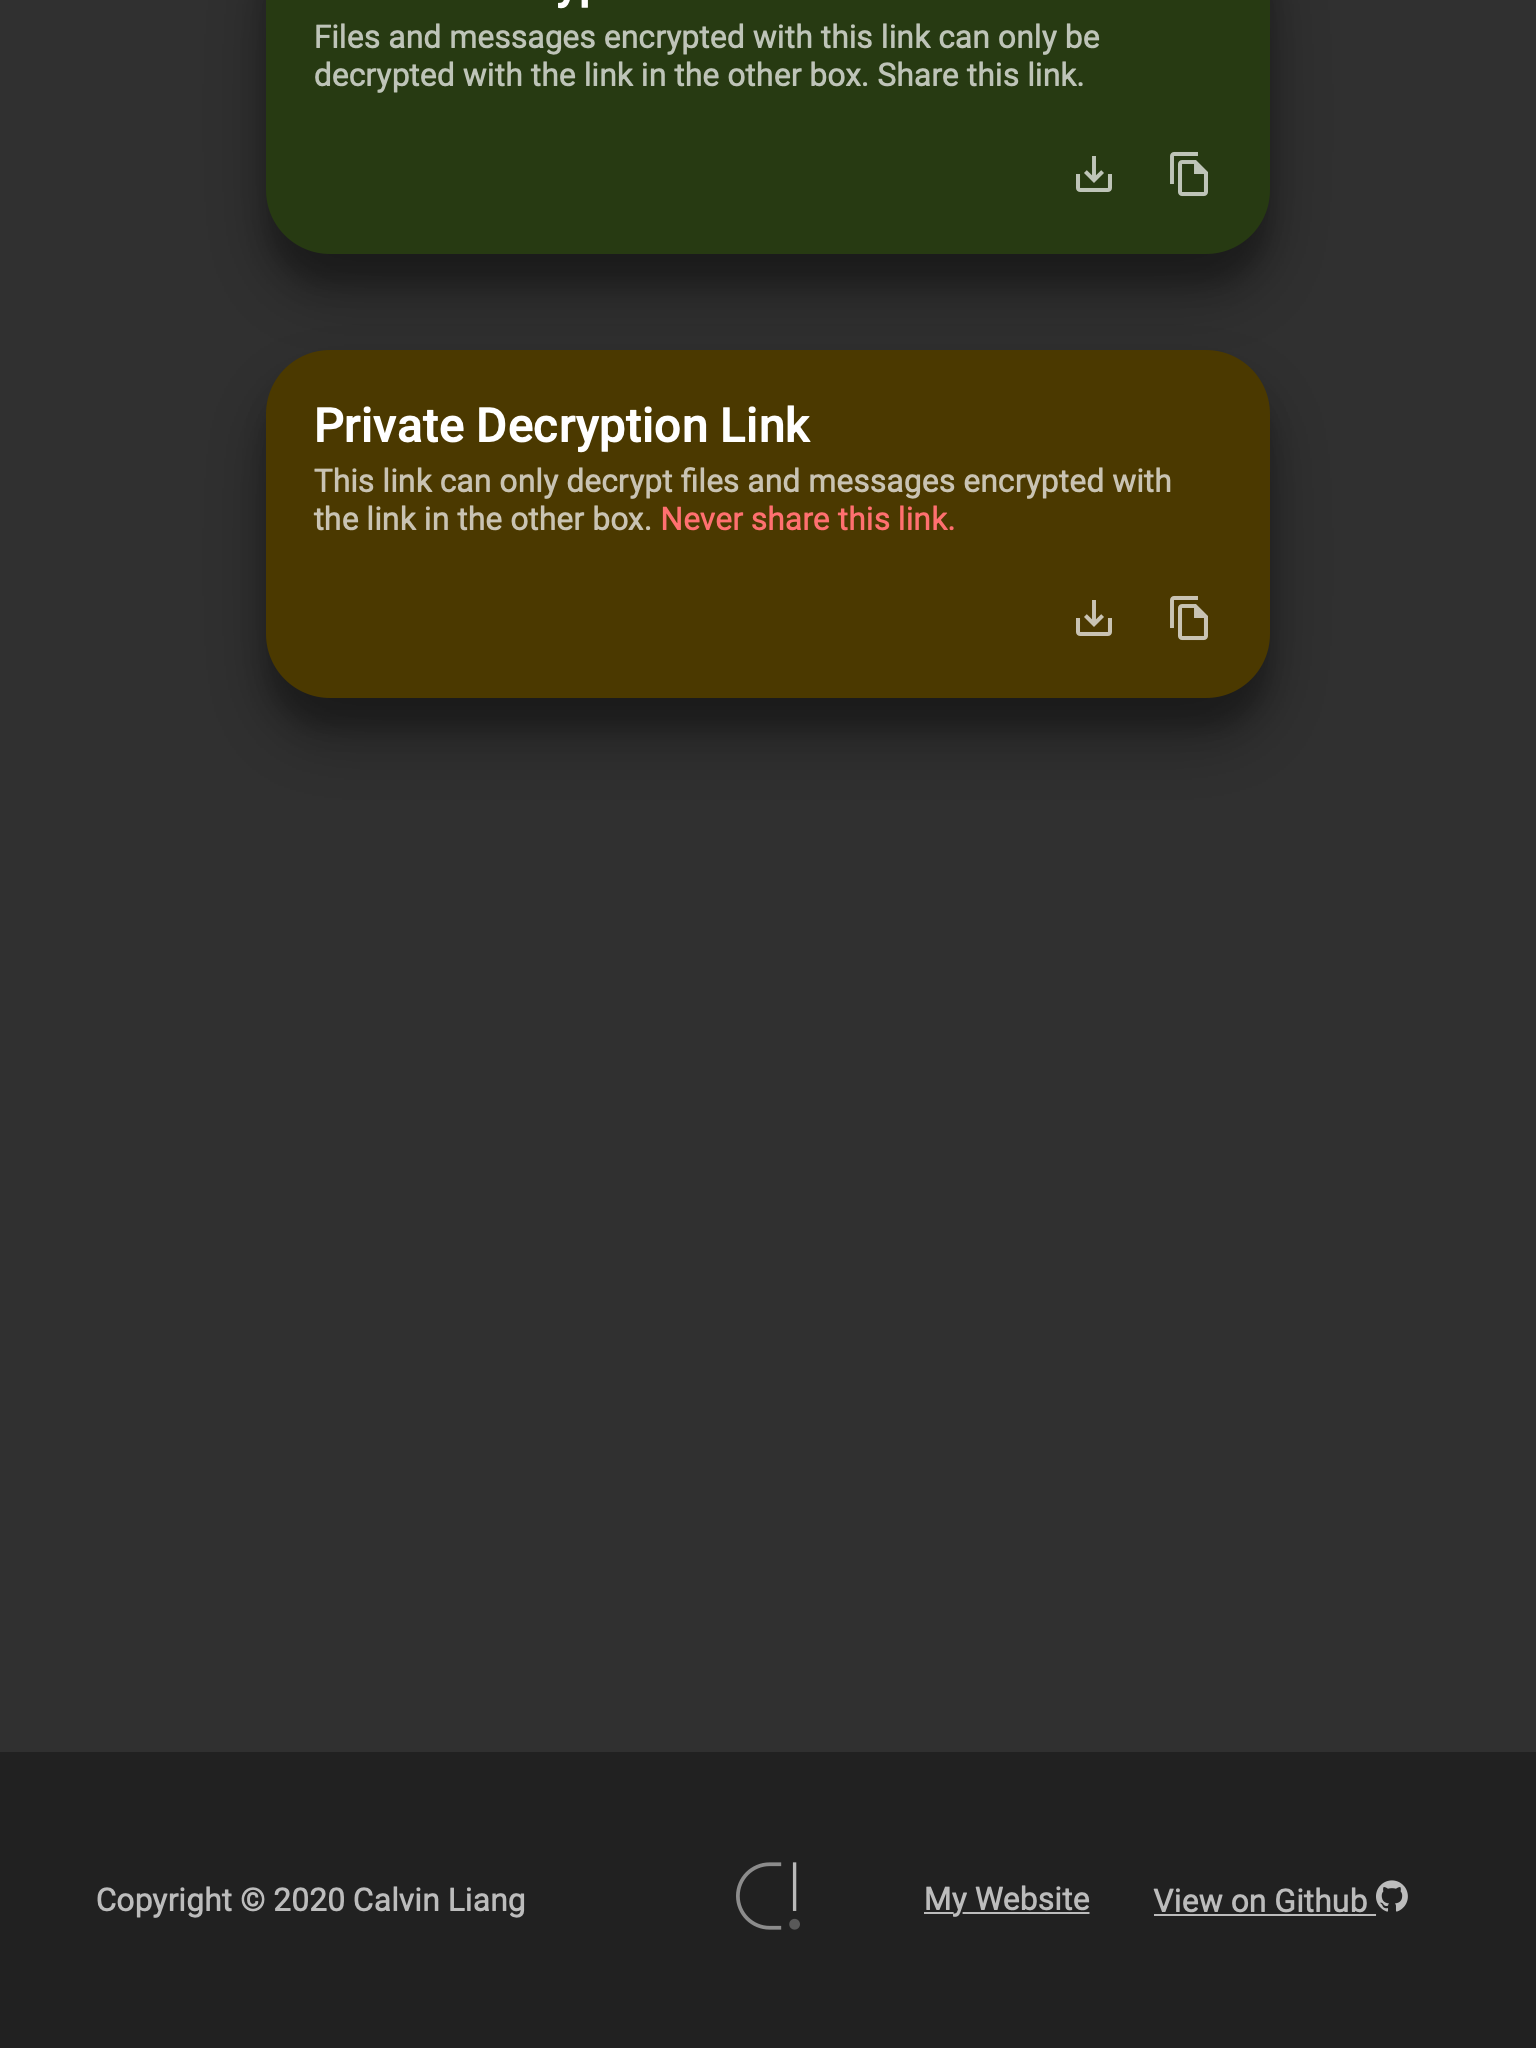 Files and messages encrypted with this link can only be
decrypted with the link in the other box. Share this link.
Private Decryption Link
This link can only decrypt files and messages encrypted with
the link in the other box. Never share this link.
Copyright © 2020 Calvin Liang
My Website
View on Github